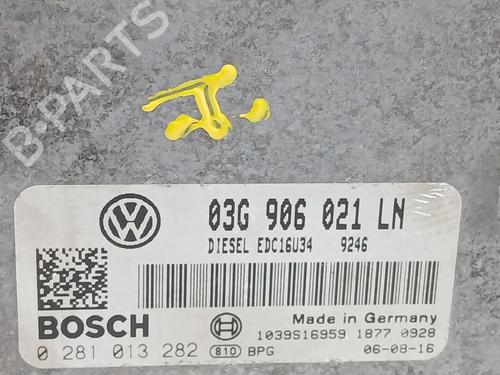 B-PARTS
03G 906 021 LN
DIESEL EDC16U34 9246
BOSCH
Made in Germany
1039S16959 1877 0928
0 281 013 282 810 BPG 06-08-16